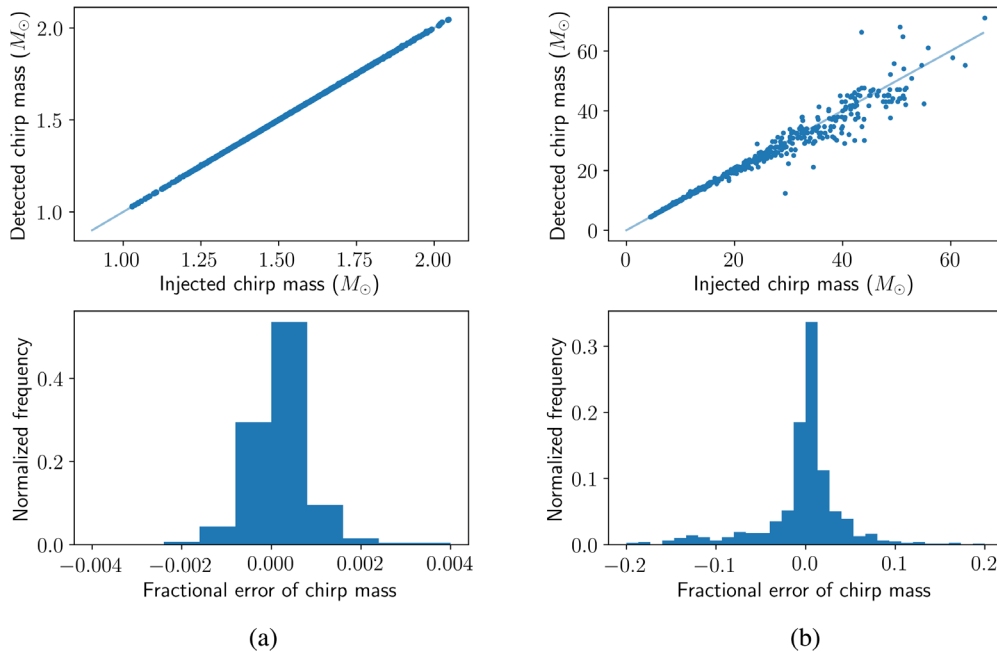 Detected chirp mass (M⊙)
2.0
1.5
1.0
1.00 1.25 1.50 1.75 2.00
Injected chirp mass (M⊙)
Detected chirp mass (M⊙)
60
40
20
0
0 20 40 60
Injected chirp mass (M⊙)
Normalized frequency
0.4
0.2
0.0
−0.004 −0.002 0.000 0.002 0.004
Fractional error of chirp mass
(a)
Normalized frequency
0.3
0.2
0.1
0.0
−0.2 −0.1 0.0 0.1 0.2
Fractional error of chirp mass
(b)